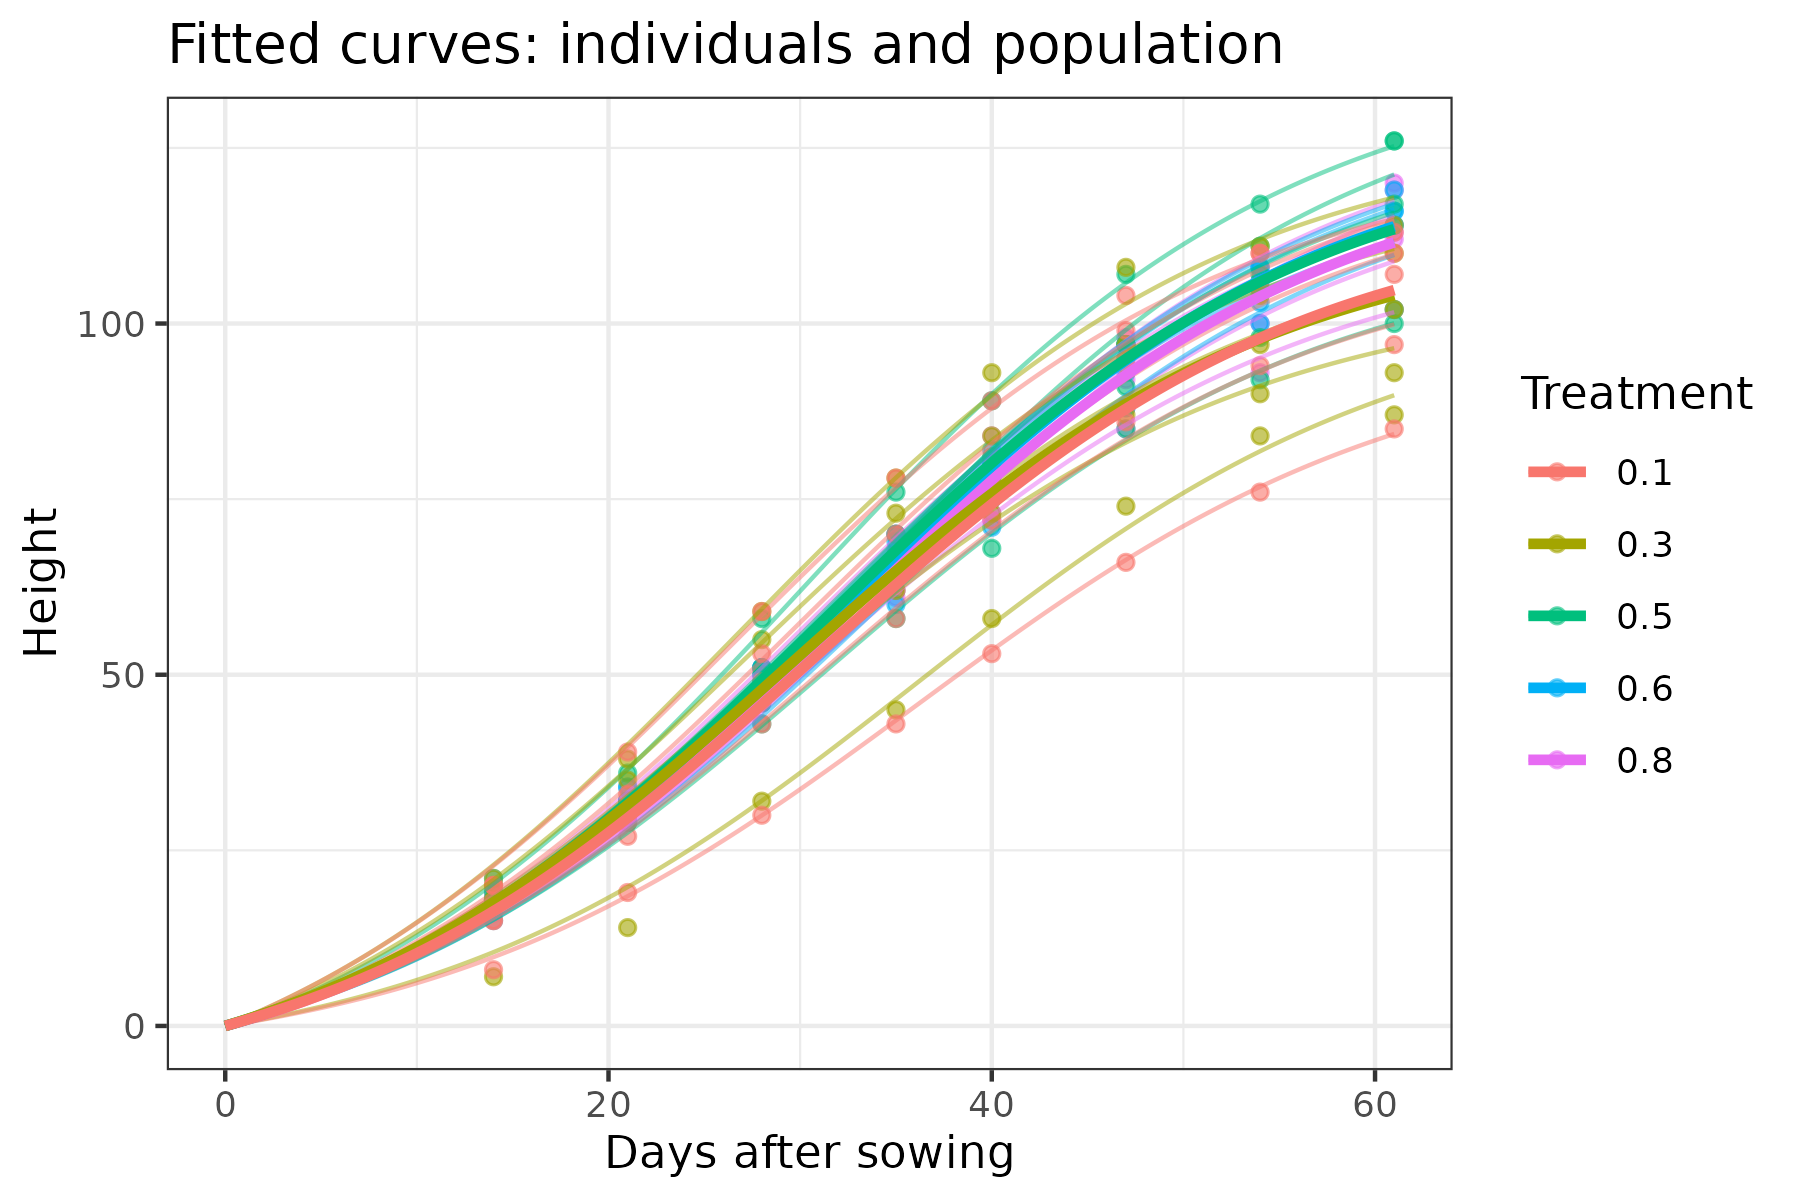 Fitted curves: individuals and population
100
50
0
Height
0 20 40 60
Days after sowing
Treatment
0.1
0.3
0.5
0.6
0.8